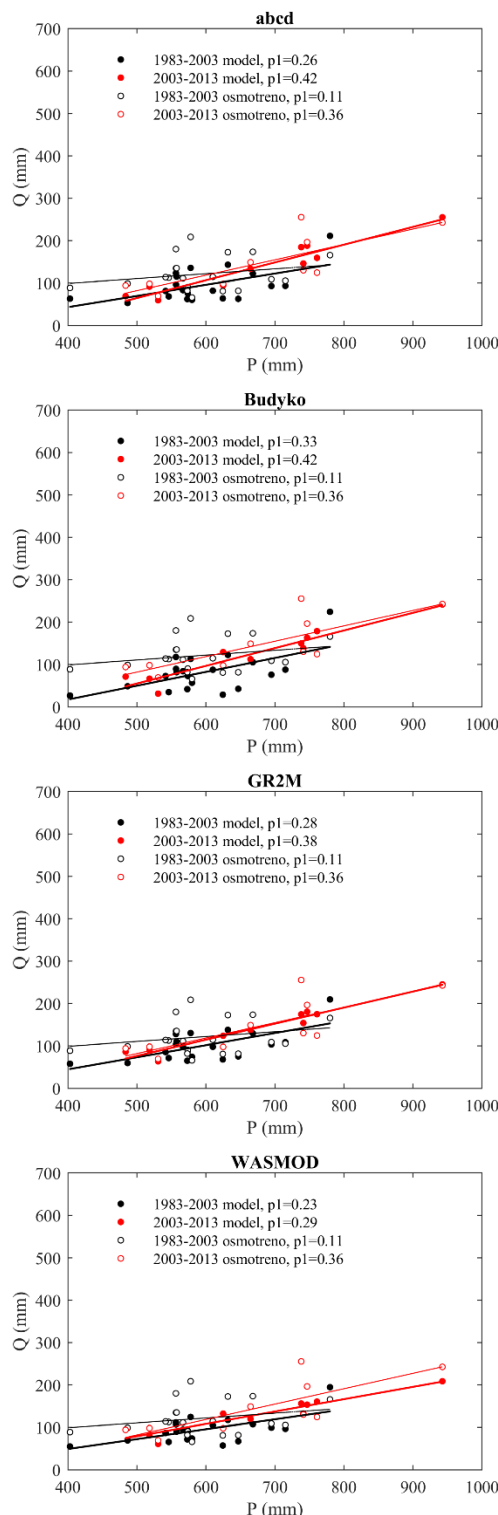 abcd
700
1983-2003 model, p1=0.26
2003-2013 model, p1=0.42
600
1983-2003 osmotreno, p1=0.11
2003-2013 osmotreno, p1=0.36
500
400
Q (mm)
300
200
100
0
400 500 600 700 800 900 1000
P (mm)
Budyko
700
1983-2003 model, p1=0.33
2003-2013 model, p1=0.42
600
1983-2003 osmotreno, p1=0.11
2003-2013 osmotreno, p1=0.36
500
400
Q (mm)
300
200
100
0
400 500 600 700 800 900 1000
P (mm)
GR2M
700
1983-2003 model, p1=0.28
2003-2013 model, p1=0.38
600
1983-2003 osmotreno, p1=0.11
2003-2013 osmotreno, p1=0.36
500
400
Q (mm)
300
200
100
0
400 500 600 700 800 900 1000
P (mm)
WASMOD
700
1983-2003 model, p1=0.23
2003-2013 model, p1=0.29
600
1983-2003 osmotreno, p1=0.11
2003-2013 osmotreno, p1=0.36
500
400
Q (mm)
300
200
100
0
400 500 600 700 800 900 1000
P (mm)